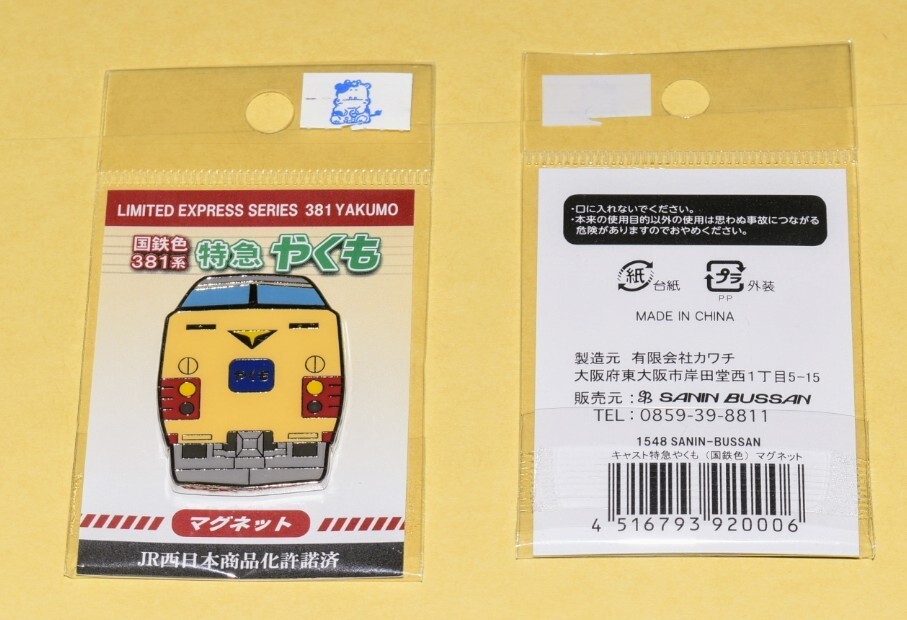 LIMITED EXPRESS SERIES 381 YAKUMO
国鉄色
381系 特急 やくも
やくも
マグネット
JR西日本商品化許諾済
・口に入れないでください。
・本来の使用目的以外の使用は思わぬ事故につながる
危険がありますのでおやめください。
紙 台紙
プラ 外装
PP
MADE IN CHINA
製造元 有限会社カワチ
大阪府東大阪市岸田堂西1丁目5-15
販売元: SANIN BUSSAN
TEL:0859-39-8811
1548 SANIN-BUSSAN
キャスト特急やくも(国鉄色)マグネット
4 516793 920006